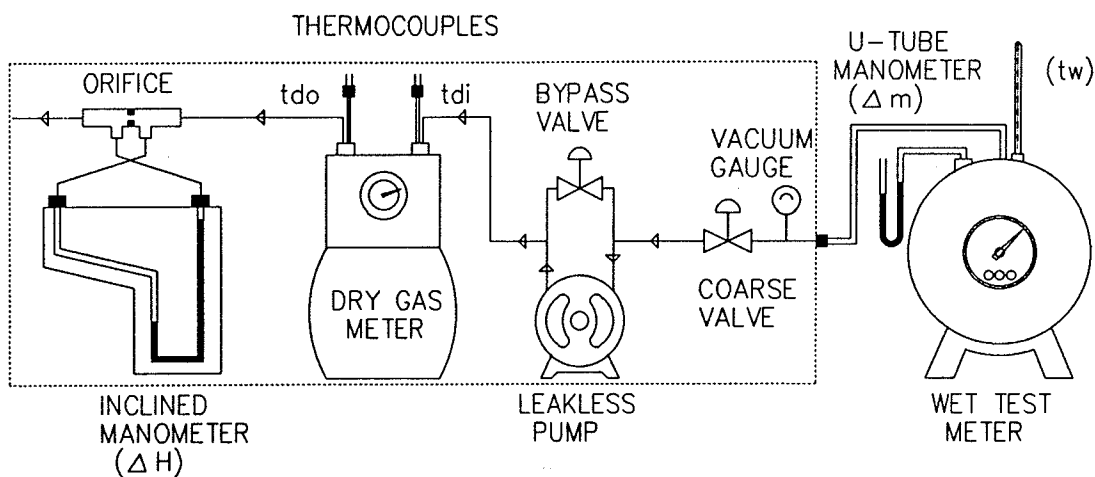 THERMOCOUPLES
ORIFICE
tdo
tdi
BYPASS
VALVE
VACUUM
GAUGE
U-TUBE
MANOMETER
(Δm)
(tw)
DRY GAS
METER
COARSE
VALVE
INCLINED
MANOMETER
(ΔH)
LEAKLESS
PUMP
WET TEST
METER